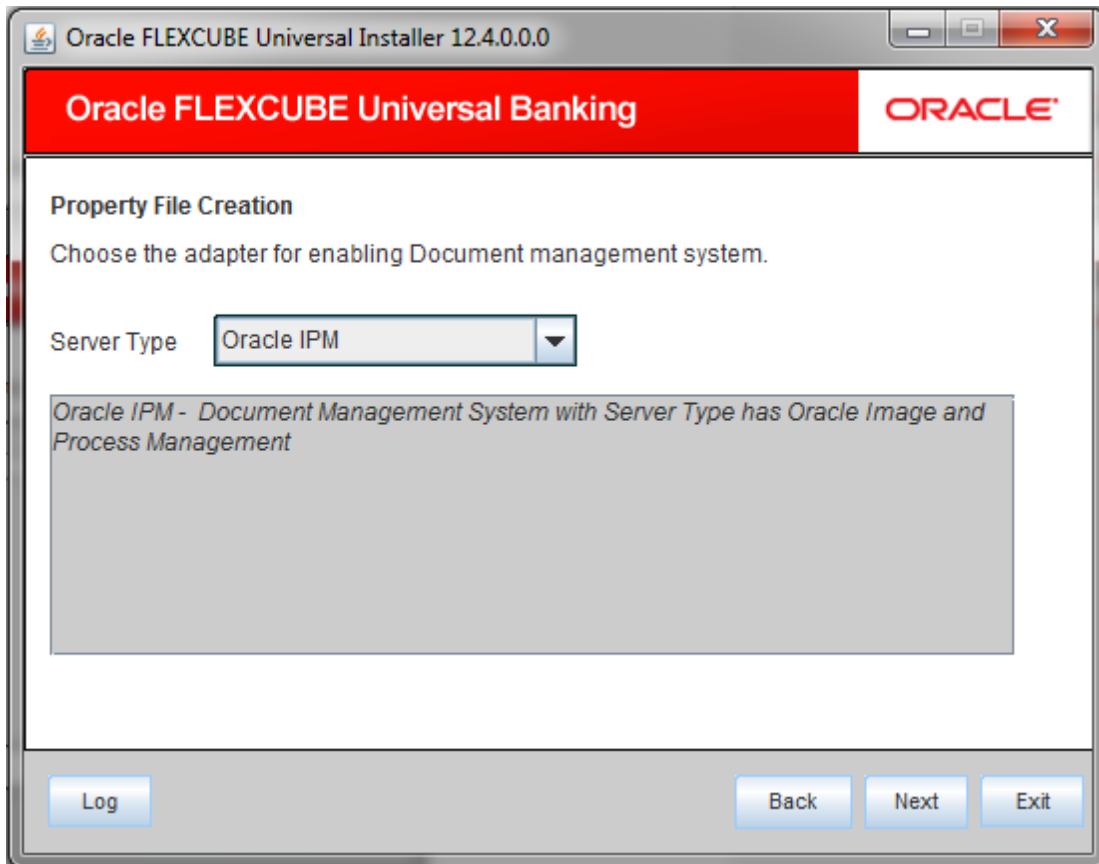 Oracle FLEXCUBE Universal Installer 12.4.0.0.0
Oracle FLEXCUBE Universal Banking
ORACLE
Property File Creation
Choose the adapter for enabling Document management system.
Server Type
Oracle IPM
Oracle IPM -  Document Management System with Server Type has Oracle Image and
Process Management
Log
Back
Next
Exit